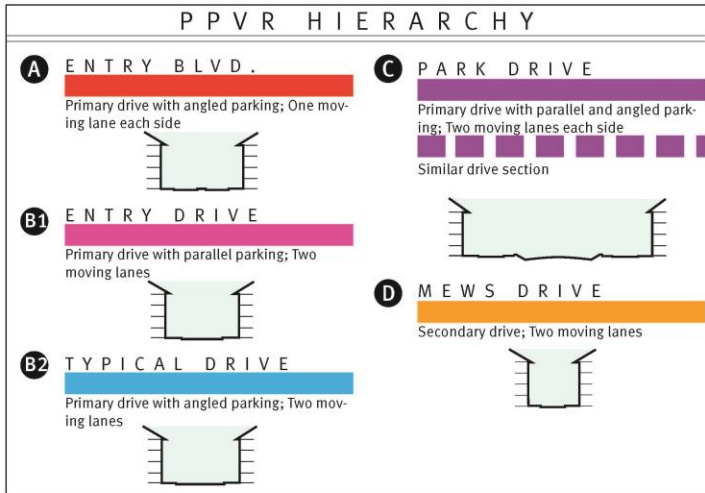 PPVR HIERARCHY
A ENTRY BLVD.
Primary drive with angled parking; One mov-
ing lane each side
B1 ENTRY DRIVE
Primary drive with parallel parking; Two
moving lanes
B2 TYPICAL DRIVE
Primary drive with angled parking; Two mov-
ing lanes
C PARK DRIVE
Primary drive with parallel and angled park-
ing; Two moving lanes each side
Similar drive section
D MEWS DRIVE
Secondary drive; Two moving lanes